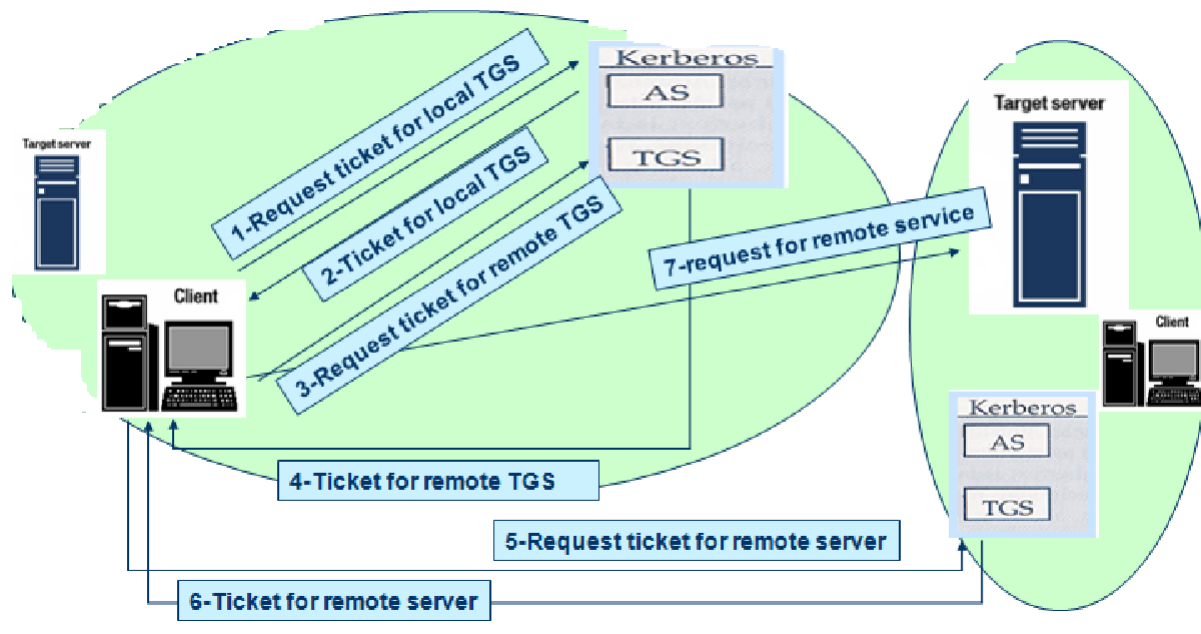 Kerberos
AS
TGS
Target server
Client
1-Request ticket for local TGS
2-Ticket for local TGS
3-Request ticket for remote TGS
4-Ticket for remote TGS
5-Request ticket for remote server
6-Ticket for remote server
7-request for remote service
Target server
Client
Kerberos
AS
TGS